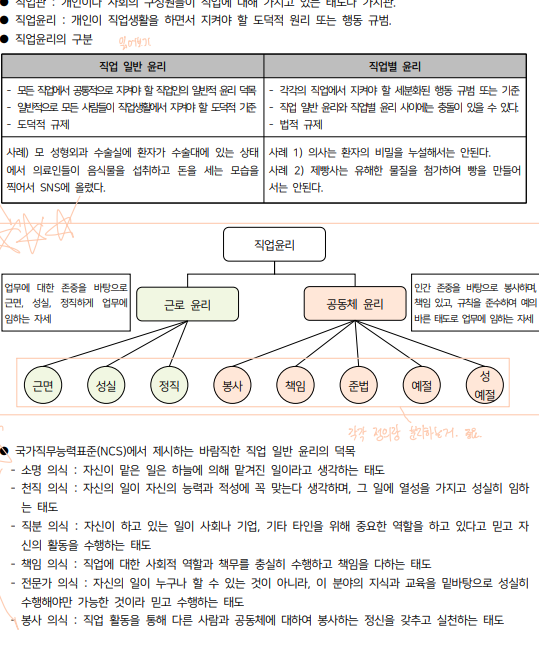 ● 직업관 : 개인이나 사회의 구성원들이 직업에 대해 가지고 있는 태도나 가치관.
● 직업윤리 : 개인이 직업생활을 하면서 지켜야 할 도덕적 원리 또는 행동 규범.
● 직업윤리의 구분
직업 일반 윤리
직업별 윤리
- 모든 직업에서 공통적으로 지켜야 할 직업인의 일반적 윤리 덕목
- 일반적으로 모든 사람들이 직업생활에서 지켜야 할 도덕적 기준
- 도덕적 규제
- 각각의 직업에서 지켜야 할 세분화된 행동 규범 또는 기준
- 직업 일반 윤리와 직업별 윤리 사이에는 충돌이 있을 수 있다.
- 법적 규제
사례) 모 성형외과 수술실에 환자가 수술대에 있는 상태
에서 의료인들이 음식물을 섭취하고 돈을 세는 모습을
찍어서 SNS에 올렸다.
사례 1) 의사는 환자의 비밀을 누설해서는 안된다.
사례 2) 제빵사는 유해한 물질을 첨가하여 빵을 만들어
서는 안된다.
직업윤리
업무에 대한 존중을 바탕으로
근면, 성실, 정직하게 업무에
임하는 자세
근로 윤리
공동체 윤리
인간 존중을 바탕으로 봉사하며,
책임 있고, 규칙을 준수하여 예의
바른 태도로 업무에 임하는 자세
근면
성실
정직
봉사
책임
준법
예절
성
예절
● 국가직무능력표준(NCS)에서 제시하는 바람직한 직업 일반 윤리의 덕목
- 소명 의식 : 자신이 맡은 일은 하늘에 의해 맡겨진 일이라고 생각하는 태도
- 천직 의식 : 자신의 일이 자신의 능력과 적성에 꼭 맞는다 생각하며, 그 일에 열성을 가지고 성실히 임하
는 태도
- 직분 의식 : 자신이 하고 있는 일이 사회나 기업, 기타 타인을 위해 중요한 역할을 하고 있다고 믿고 자
신의 활동을 수행하는 태도
- 책임 의식 : 직업에 대한 사회적 역할과 책무를 충실히 수행하고 책임을 다하는 태도
- 전문가 의식 : 자신의 일이 누구나 할 수 있는 것이 아니라, 이 분야의 지식과 교육을 밑바탕으로 성실히
수행해야만 가능한 것이라 믿고 수행하는 태도
- 봉사 의식 : 직업 활동을 통해 다른 사람과 공동체에 대하여 봉사하는 정신을 갖추고 실천하는 태도